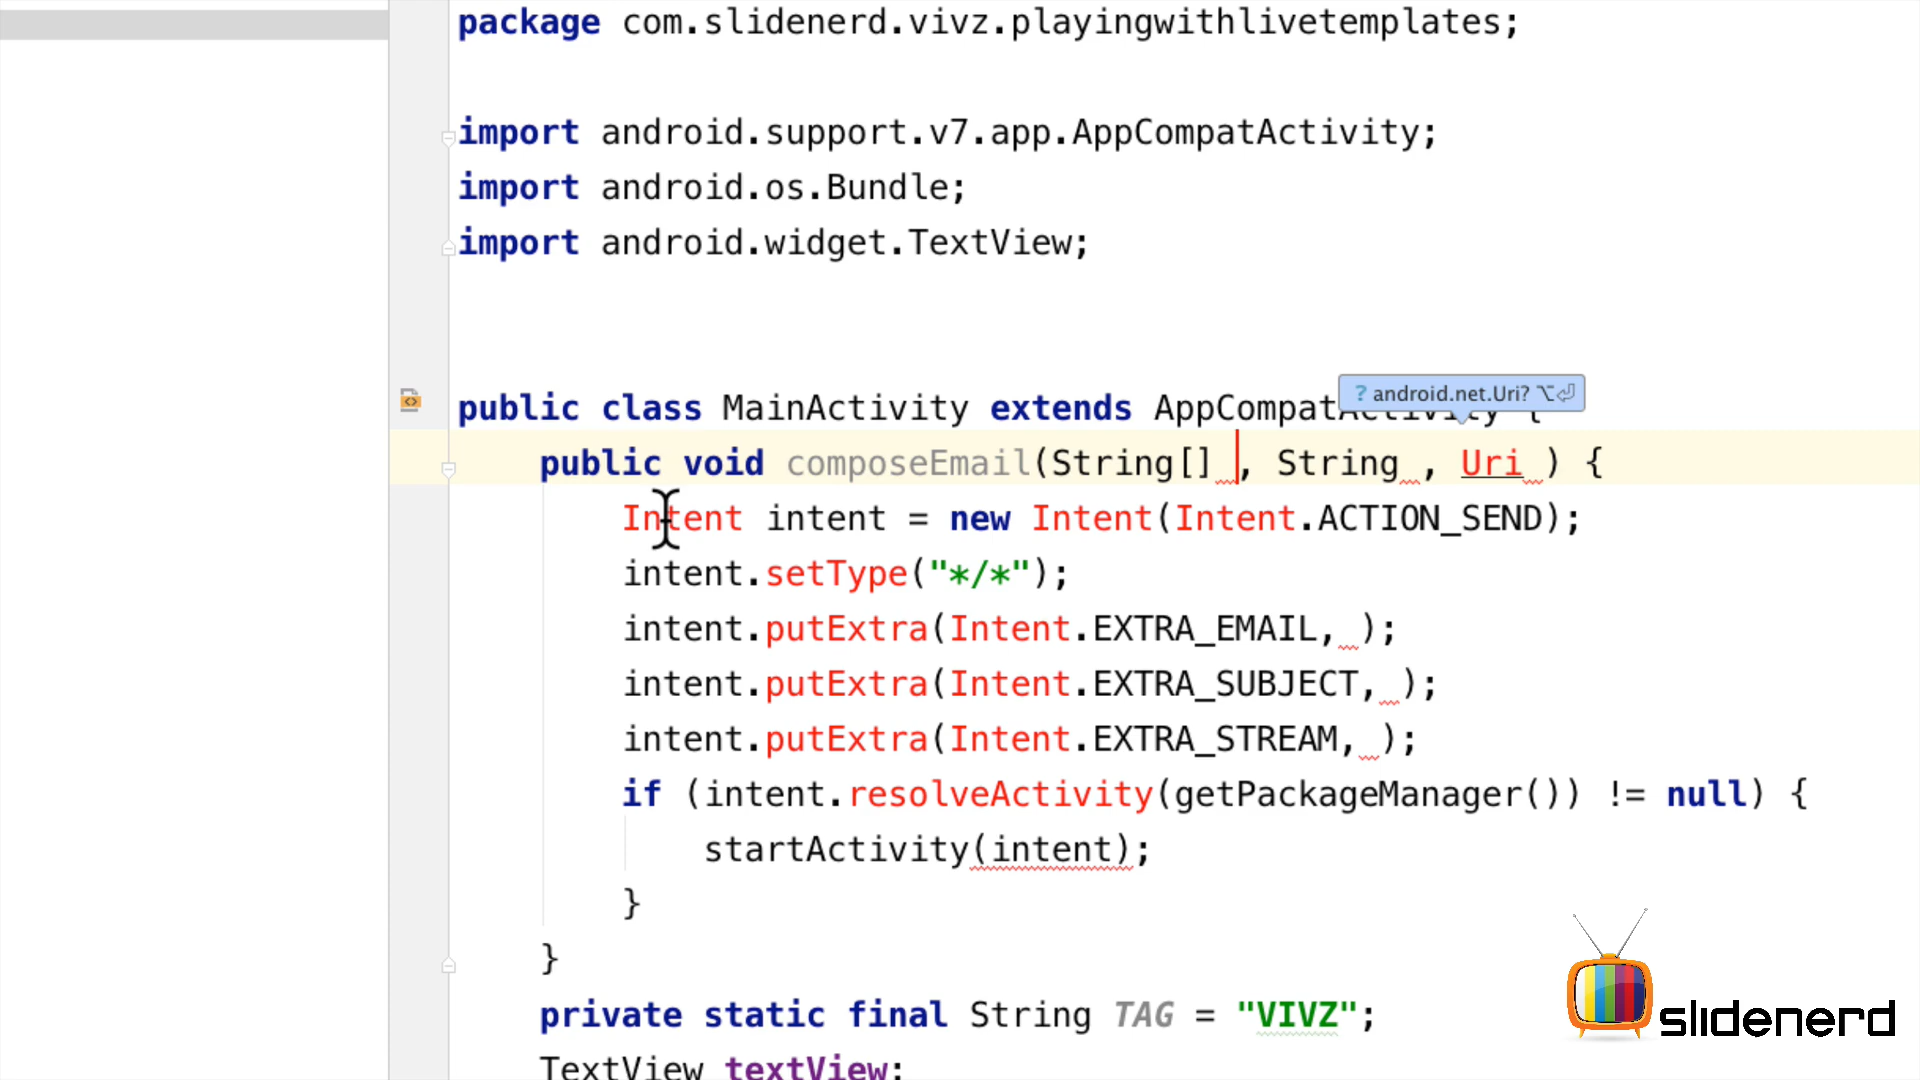 package com.slidenerd.vivz.playingwithlivetemplates;
import android.support.v7.app.AppCompatActivity;
import android.os.Bundle;
import android.widget.TextView;
? android.net.Uri? ⌥⏎
public class MainActivity extends AppCompatActivity {
public void composeEmail(String[] , String , Uri ) {
Intent intent = new Intent(Intent.ACTION_SEND);
intent.setType("*/*");
intent.putExtra(Intent.EXTRA_EMAIL, );
intent.putExtra(Intent.EXTRA_SUBJECT, );
intent.putExtra(Intent.EXTRA_STREAM, );
if (intent.resolveActivity(getPackageManager()) != null) {
startActivity(intent);
}
}
private static final String TAG = "VIVZ";
TextView textView;
slidenerd